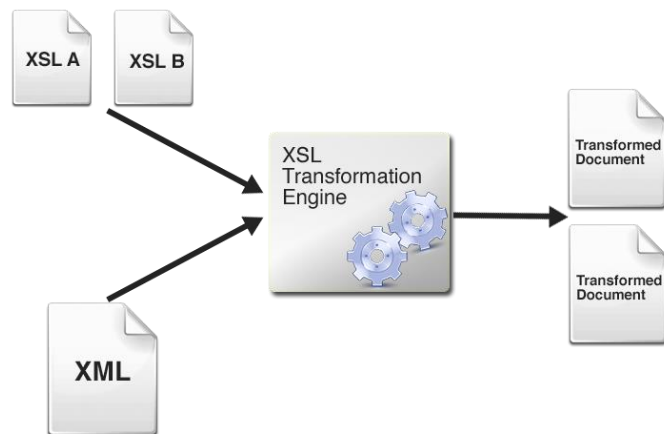 XSL A
XSL B
XSL
Transformation
Engine
Transformed
Document
Transformed
Document
XML